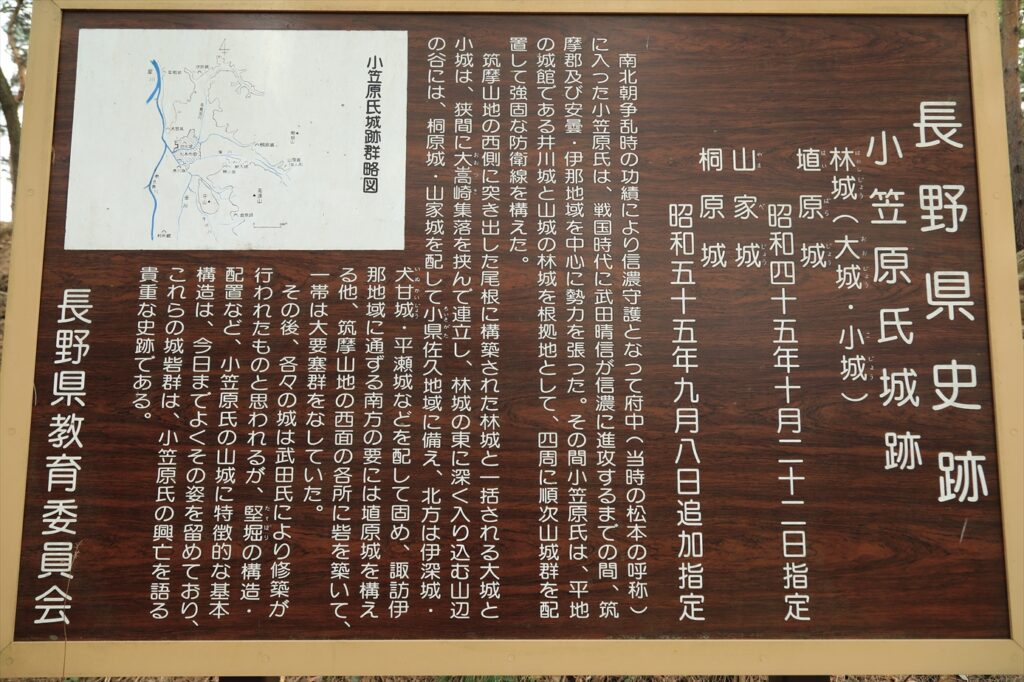 長野県史跡
小笠原氏城跡
林城（大城・小城）
埴原城
昭和四十五年十月二十二日指定
山家城
桐原城
昭和五十五年九月八日追加指定
南北朝争乱時の功績により信濃守護となって府中（当時の松本の呼称）
に入った小笠原氏は、戦国時代に武田晴信が信濃に進攻するまでの間、筑
摩郡及び安曇・伊那地域を中心に勢力を張った。その間小笠原氏は、平地
の城館である井川城と山城の林城を根拠地として、四周に順次山城群を配
置して強固な防衛線を構えた。
筑摩山地の西側に突き出した尾根に構築された林城と一括される大城と
小城は、狭間に大高崎集落を挟んで連立し、林城の東に深く入り込む山辺
の谷には、桐原城・山家城を配して小県佐久地域に備え、北方は伊深城・
犬甘城・平瀬城などを配して固め、諏訪伊
那地域に通ずる南方の要には埴原城を構え
る他、筑摩山地の西面の各所に砦を築いて、
一帯は大要塞群をなしていた。
その後、各々の城は武田氏により修築が
行われたものと思われるが、堅堀の構造・
配置など、小笠原氏の山城に特徴的な基本
構造は、今日までよくその姿を留めており、
これらの城砦群は、小笠原氏の興亡を語る
貴重な史跡である。
長野県教育委員会
小笠原氏城跡群略図